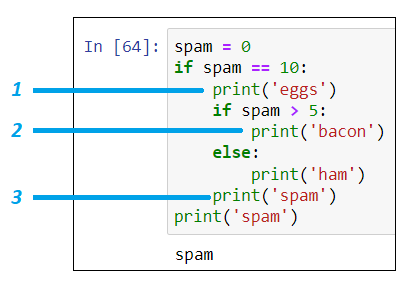 In [64]: spam = 0
if spam == 10:
1 print('eggs')
if spam > 5:
2 print('bacon')
else:
print('ham')
3 print('spam')
print('spam')
spam